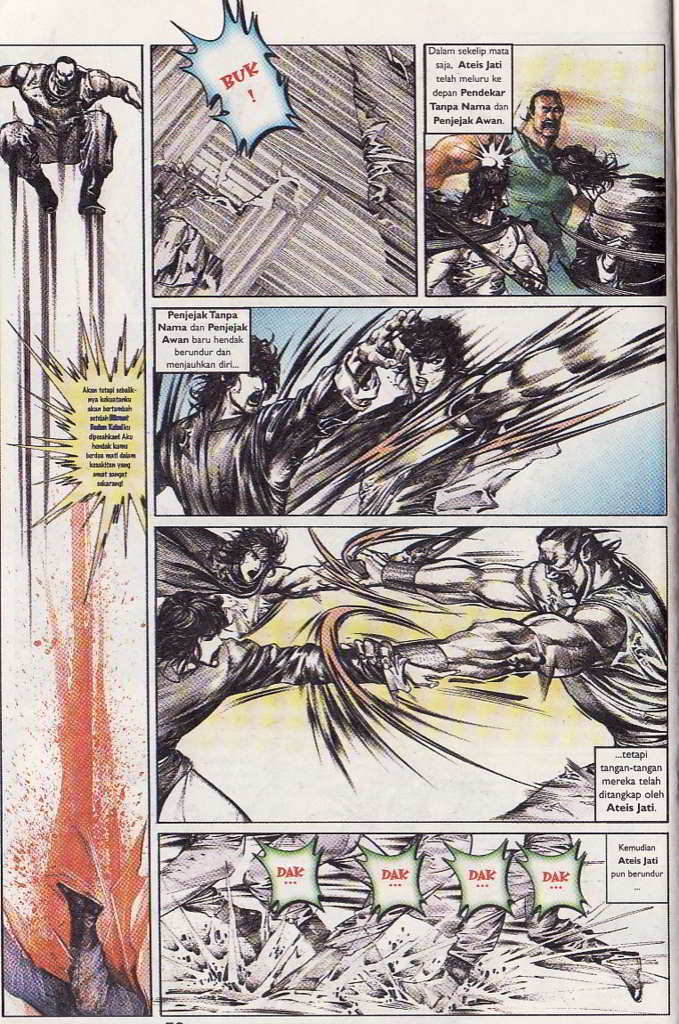 Akan tetapi sebalik-
nya kekuatanku
akan bertambah
setelah Hikmat
Badan Kebalku
dipecahkan! Aku
hendak kamu
berdua mati dalam
kesakitan yang
amat sangat
sekarang!
BUK
!
Dalam sekelip mata
saja, Ateis Jati
telah meluru ke
depan Pendekar
Tanpa Nama dan
Penjejak Awan.
Penjejak Tanpa
Nama dan Penjejak
Awan baru hendak
berundur dan
menjauhkan diri...
...tetapi
tangan-tangan
mereka telah
ditangkap oleh
Ateis Jati.
DAK
...
DAK
...
DAK
...
DAK
...
Kemudian
Ateis Jati
pun berundur
...